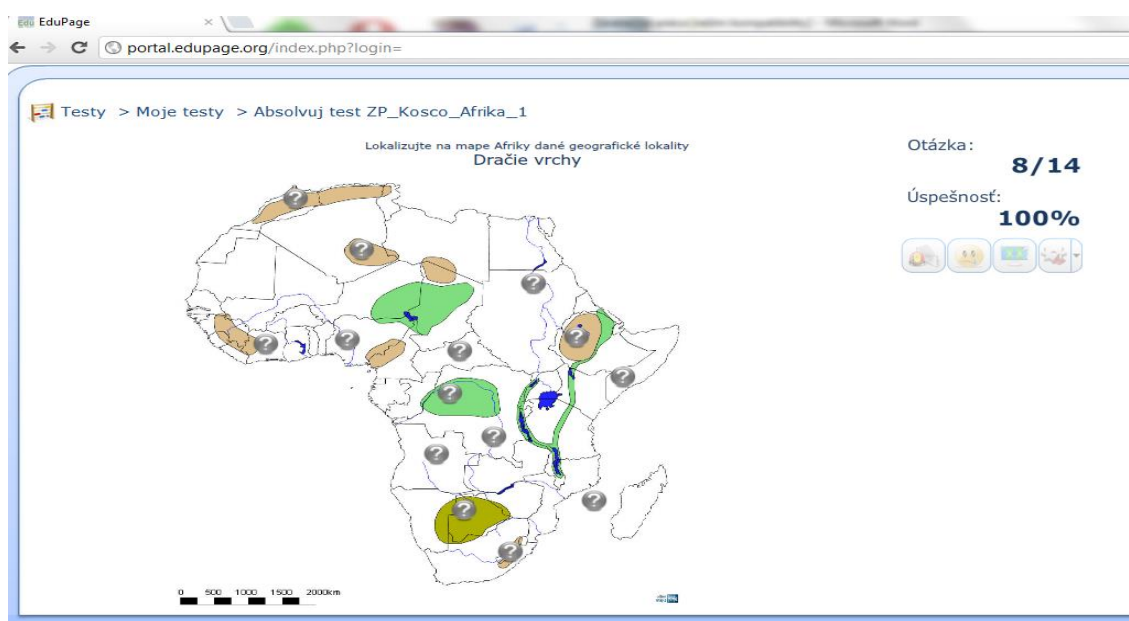 EduPage
portal.edupage.org/index.php?login=
Testy > Moje testy > Absolvuj test ZP_Kosco_Afrika_1
Lokalizujte na mape Afriky dané geografické lokality
Dračie vrchy
Otázka:
8/14
Úspešnosť:
100%
?
?
?
?
?
?
?
?
?
?
?
?
?
?
0 500 1000 1500 2000km